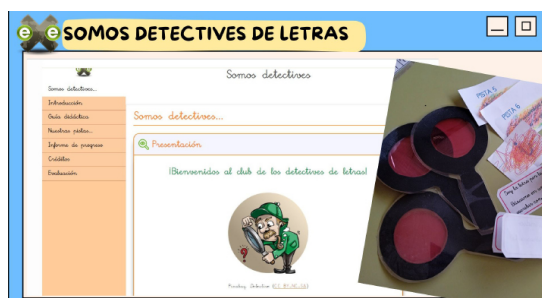 SOMOS DETECTIVES DE LETRAS
Somos detectives
Somos detectives...
Introducción
Guía didáctica
Nuestras pistas...
Informe de progreso
Créditos
Evaluación
Somos detectives...
Presentación
¡Bienvenidos al club de los detectives de letras!
PISTA 6
PISTA 6